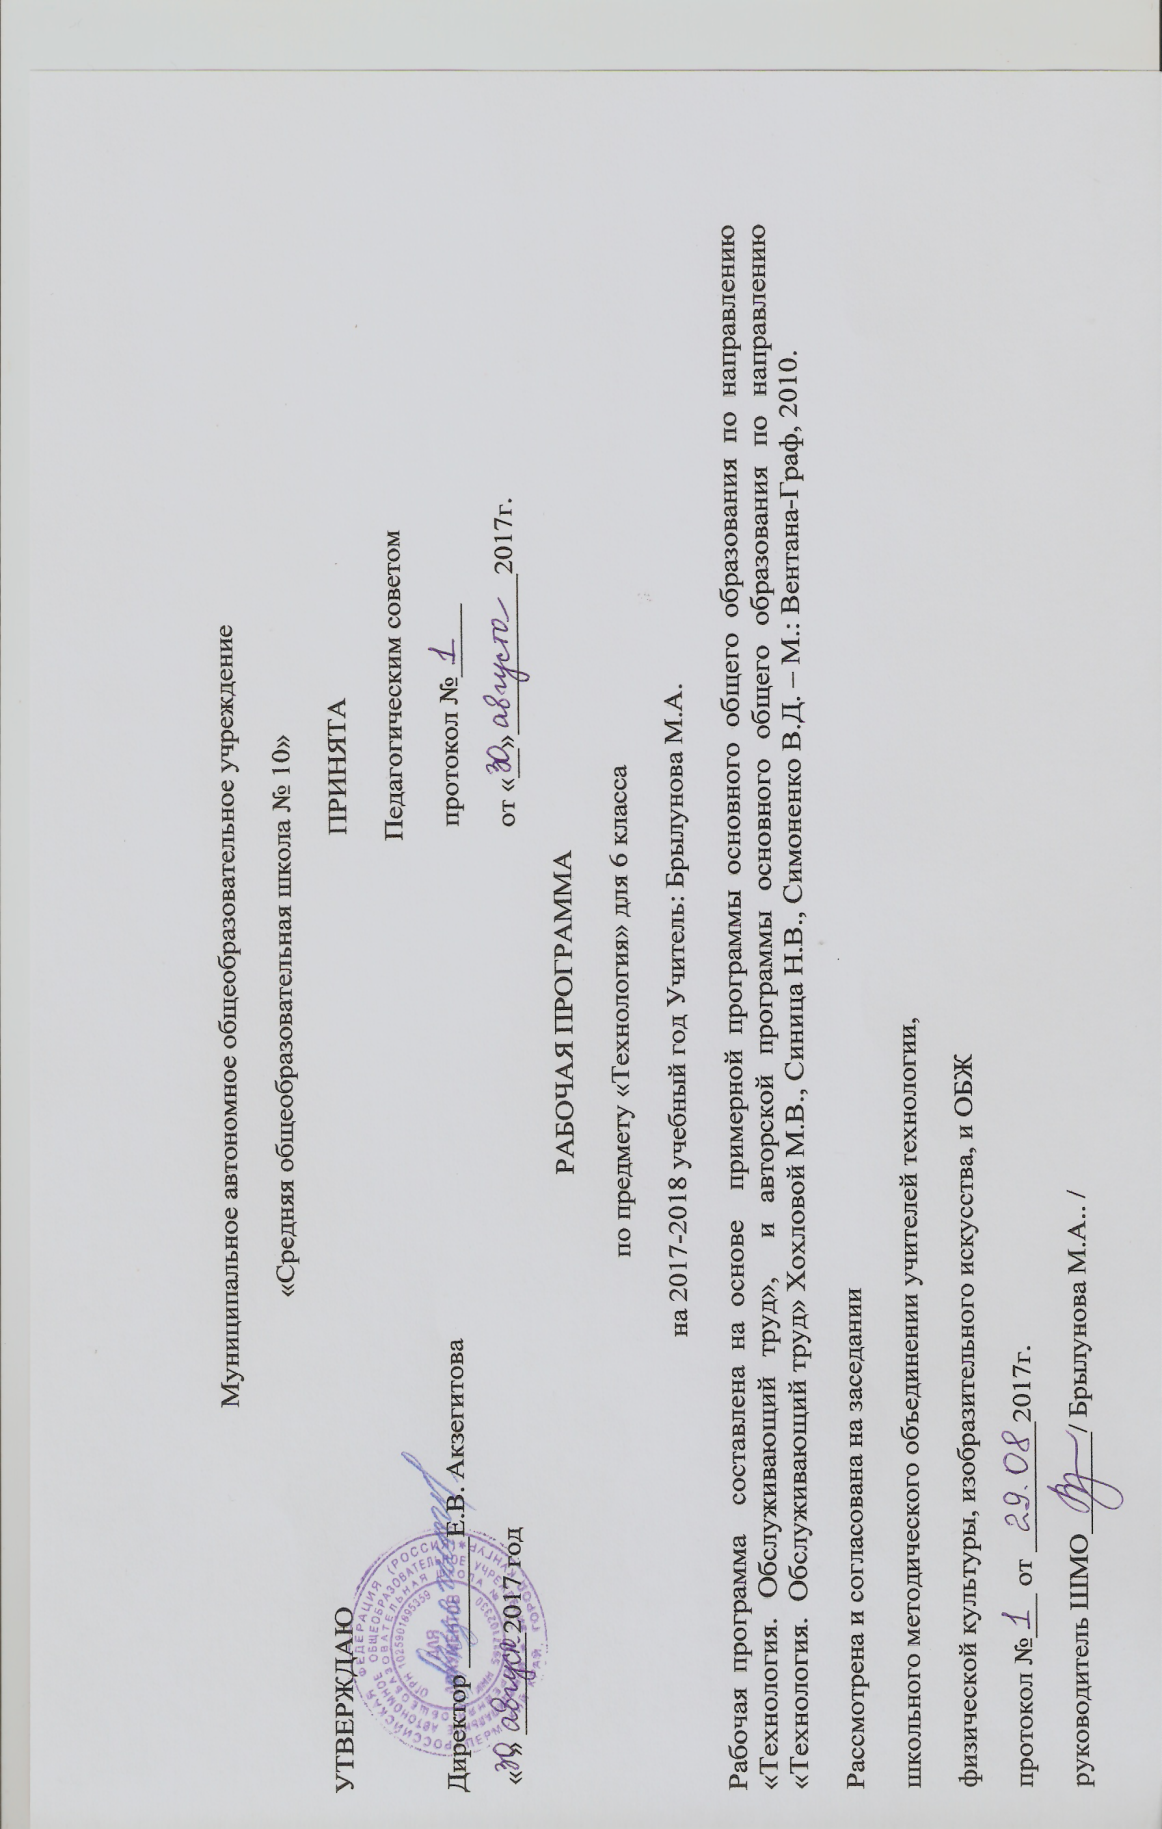 Муниципальное автономное общеобразовательное учреждение
«Средняя общеобразовательная школа № 10»
УТВЕРЖДАЮ
Директор ________ Е.В. Акзегитова
«30» август 2017 год
ПРИНЯТА
Педагогическим советом
протокол № 1
от «30» августа 2017г.
РАБОЧАЯ ПРОГРАММА
по предмету «Технология» для 6 класса
на 2017-2018 учебный год Учитель: Брылунова М.А.
Рабочая программа составлена на основе примерной программы основного общего образования по направлению
«Технология. Обслуживающий труд», и авторской программы основного общего образования по направлению
«Технология. Обслуживающий труд» Хохловой М.В., Синица Н.В., Симоненко В.Д. – М.: Вентана-Граф, 2010.
Рассмотрена и согласована на заседании
школьного методического объединении учителей технологии,
физической культуры, изобразительного искусства, и ОБЖ
протокол № 1 от 29.08 2017г.
руководитель ШМО ________/ Брылунова М.А.. /